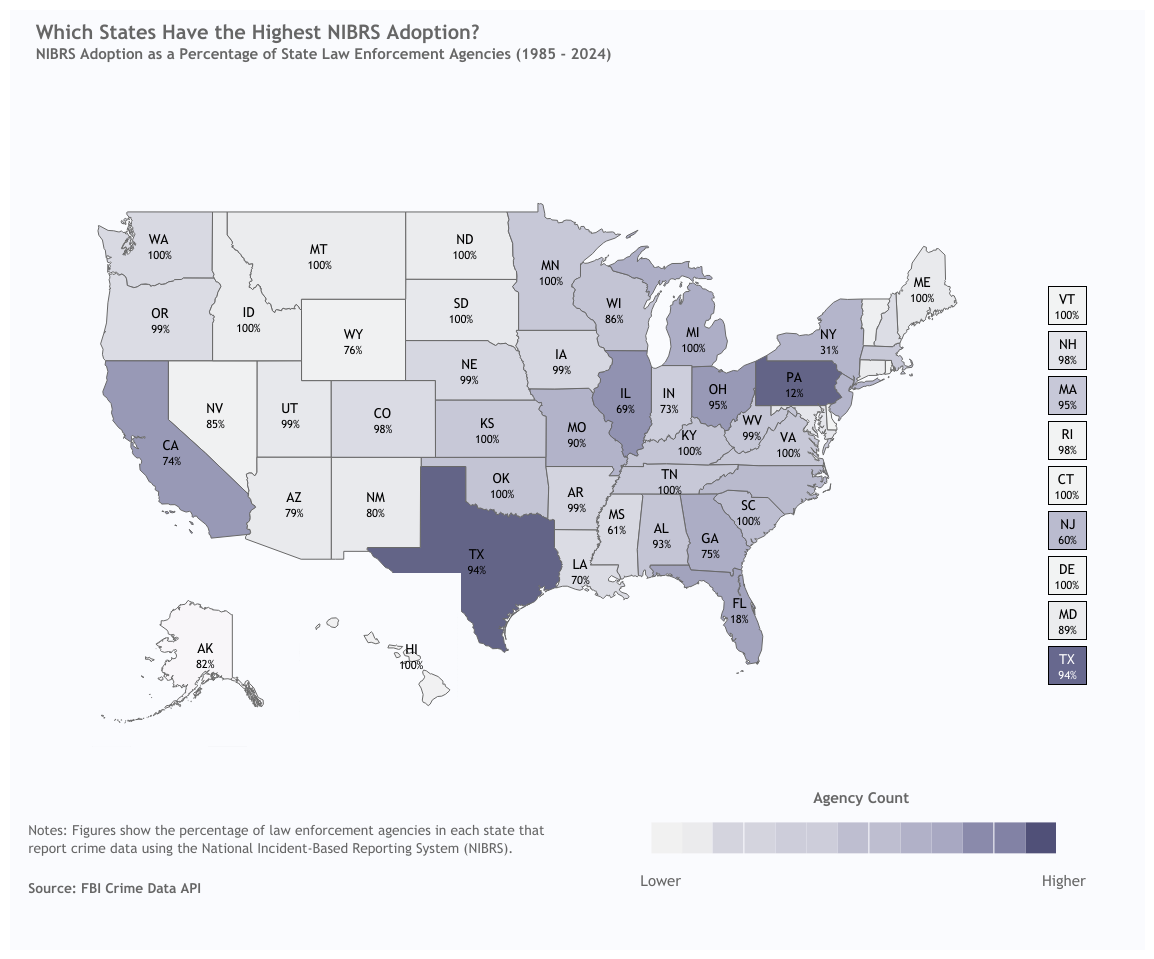 Which States Have the Highest NIBRS Adoption?
NIBRS Adoption as a Percentage of State Law Enforcement Agencies (1985 - 2024)
WA
100%
MT
100%
ND
100%
MN
100%
ME
100%
OR
99%
ID
100%
SD
100%
WI
86%
MI
100%
NY
31%
WY
76%
IA
99%
NE
99%
PA
12%
NV
85%
UT
99%
CO
98%
IL
69%
IN
73%
OH
95%
KS
100%
MO
90%
KY
100%
WV
99%
VA
100%
CA
74%
AZ
79%
NM
80%
OK
100%
AR
99%
TN
100%
MS
61%
AL
93%
GA
75%
SC
100%
TX
94%
LA
70%
FL
18%
AK
82%
HI
100%
VT
100%
NH
98%
MA
95%
RI
98%
CT
100%
NJ
60%
DE
100%
MD
89%
TX
94%
Agency Count
Lower
Higher
Notes: Figures show the percentage of law enforcement agencies in each state that
report crime data using the National Incident-Based Reporting System (NIBRS).
Source: FBI Crime Data API